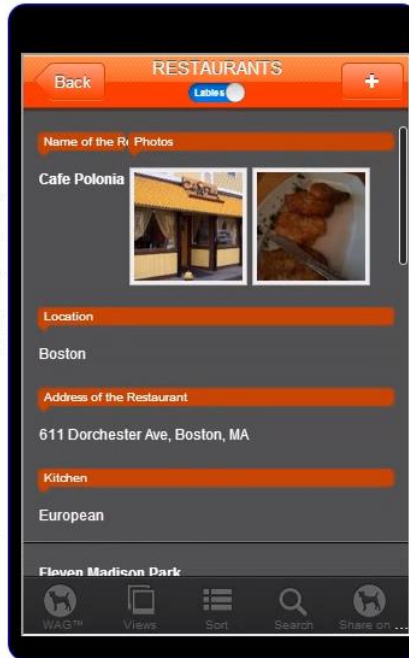 RESTAURANTS
Back
Lables
+
Name of the Re
Photos
Cafe Polonia
Location
Boston
Address of the Restaurant
611 Dorchester Ave, Boston, MA
Kitchen
European
Eleven Madison Park
WAG™
Views
Sort
Search
Share on ...